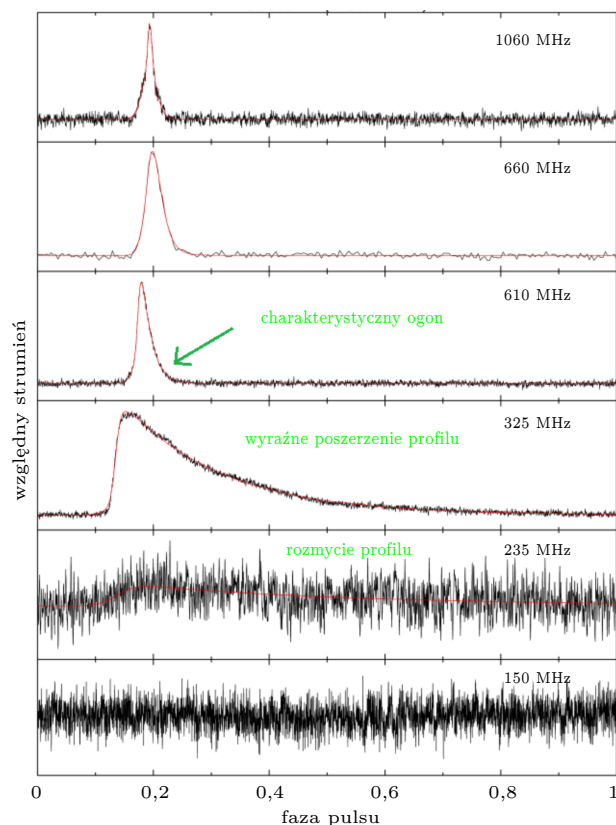 1060 MHz
660 MHz
610 MHz
charakterystyczny ogon
325 MHz
wyraźne poszerzenie profilu
235 MHz
rozmycie profilu
150 MHz
względny strumień
0 0,2 0,4 0,6 0,8 1
faza pulsu